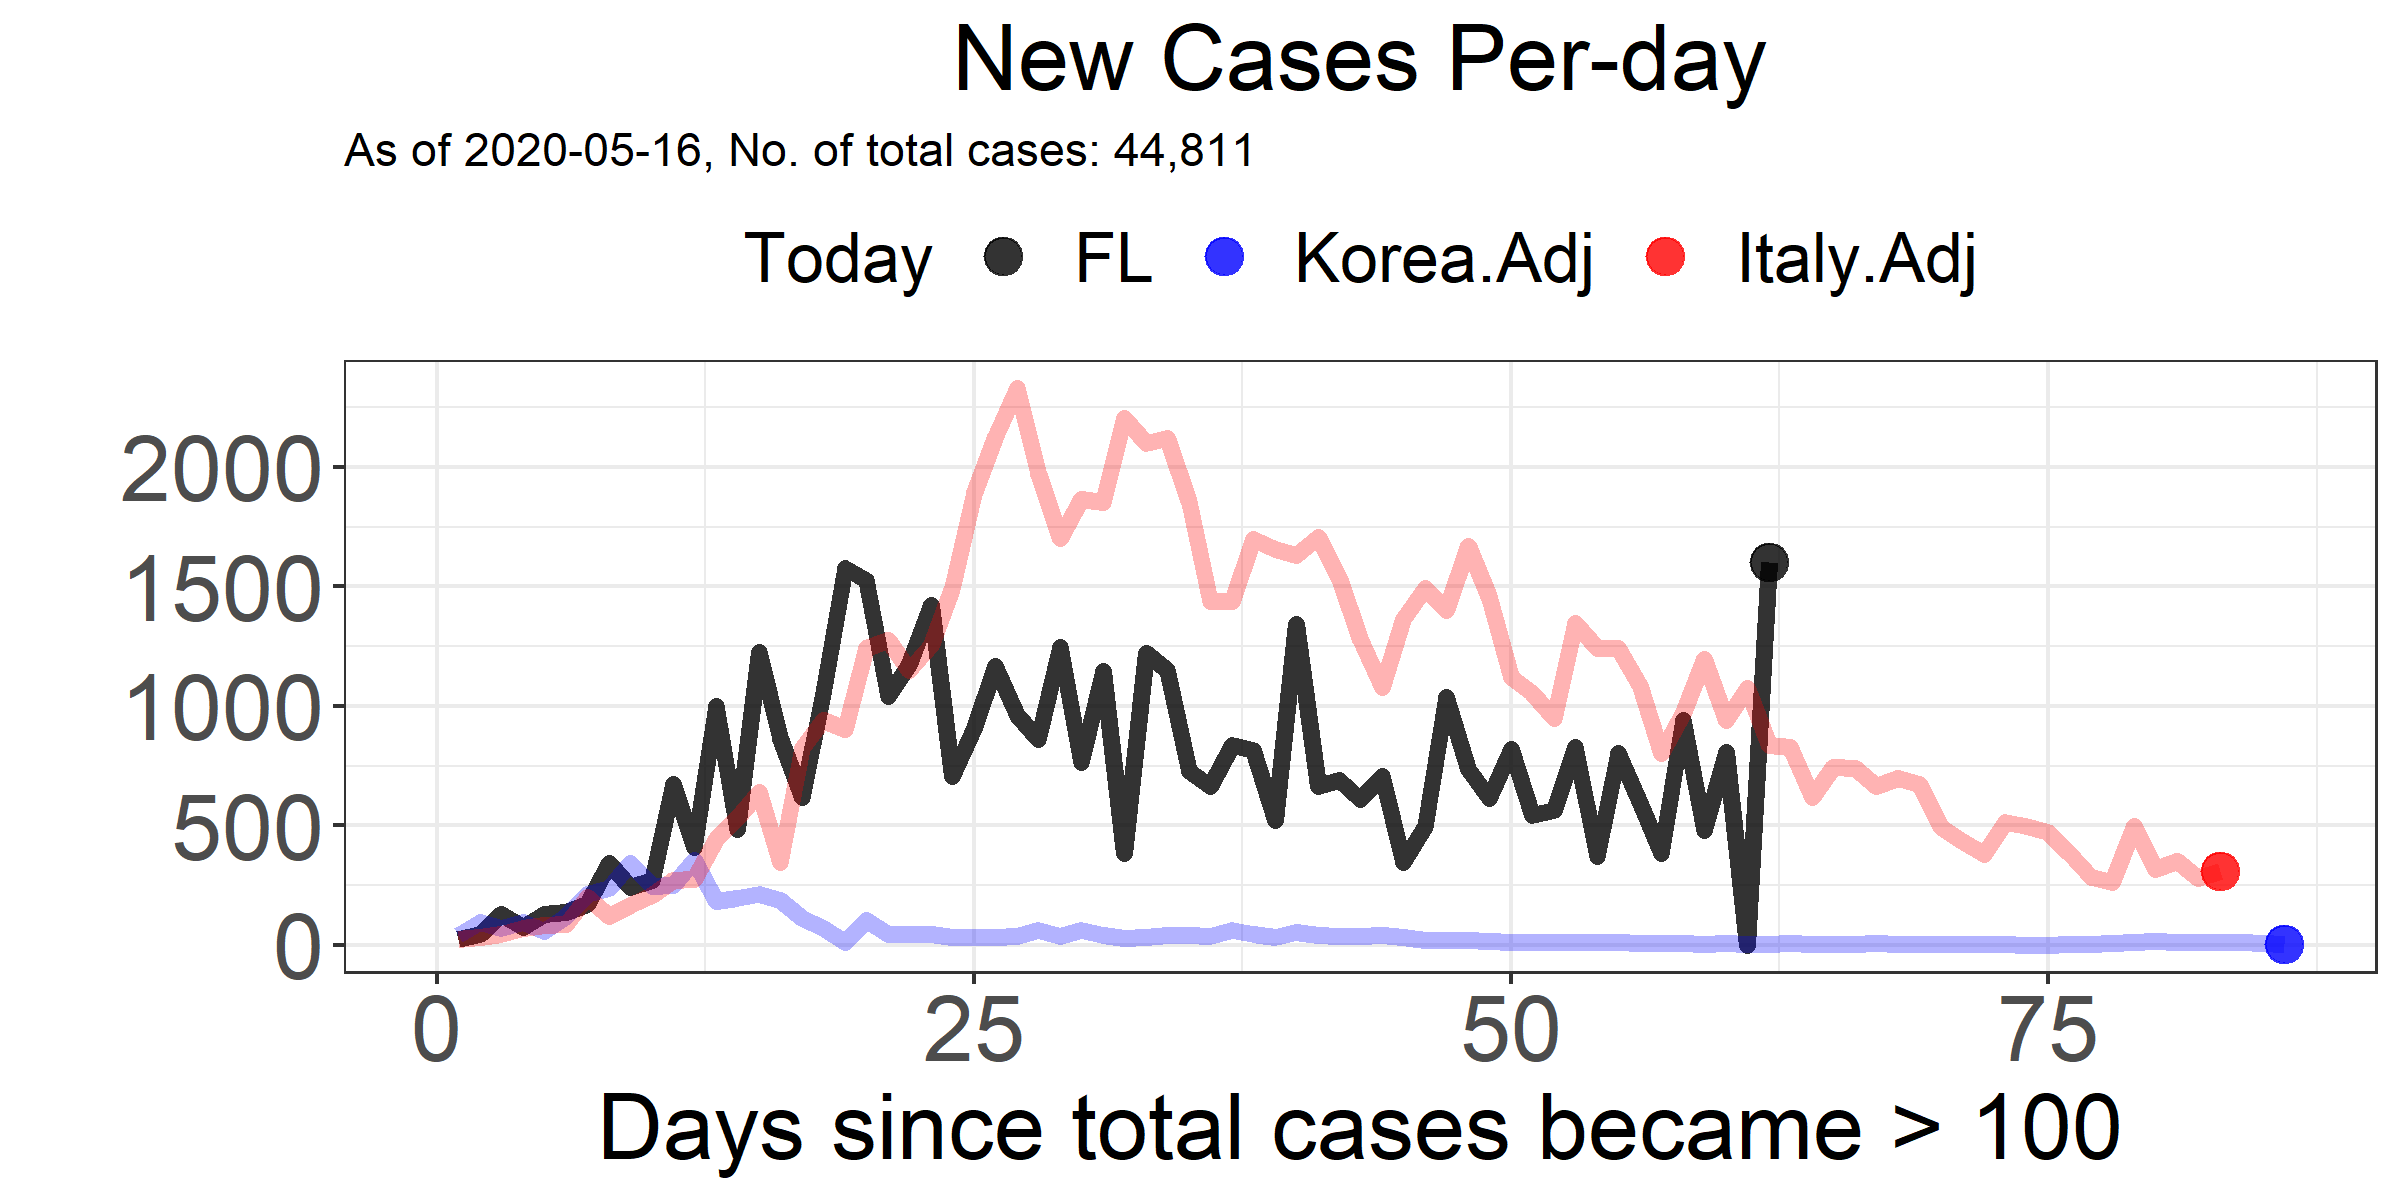 New Cases Per-day
As of 2020-05-16, No. of total cases: 44,811
Today FL Korea.Adj Italy.Adj
2000
1500
1000
500
0
0 25 50 75
Days since total cases became > 100